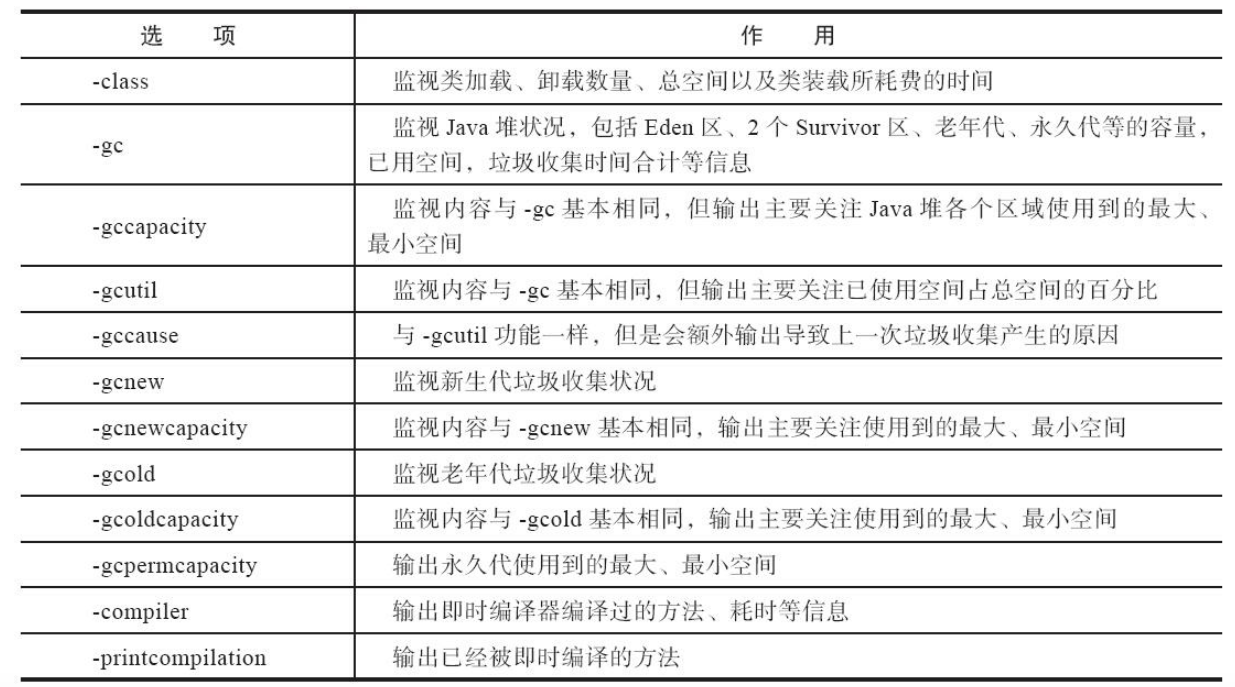 选 项 作 用
-class 监视类加载、卸载数量、总空间以及类装载所耗费的时间
-gc 监视 Java 堆状况，包括 Eden 区、2 个 Survivor 区、老年代、永久代等的容量，
已用空间，垃圾收集时间合计等信息
-gccapacity 监视内容与 -gc 基本相同，但输出主要关注 Java 堆各个区域使用到的最大、
最小空间
-gcutil 监视内容与 -gc 基本相同，但输出主要关注已使用空间占总空间的百分比
-gccause 与 -gcutil 功能一样，但是会额外输出导致上一次垃圾收集产生的原因
-gcnew 监视新生代垃圾收集状况
-gcnewcapacity 监视内容与 -gcnew 基本相同，输出主要关注使用到的最大、最小空间
-gcold 监视老年代垃圾收集状况
-gcoldcapacity 监视内容与 -gcold 基本相同，输出主要关注使用到的最大、最小空间
-gcpermcapacity 输出永久代使用到的最大、最小空间
-compiler 输出即时编译器编译过的方法、耗时等信息
-printcompilation 输出已经被即时编译的方法